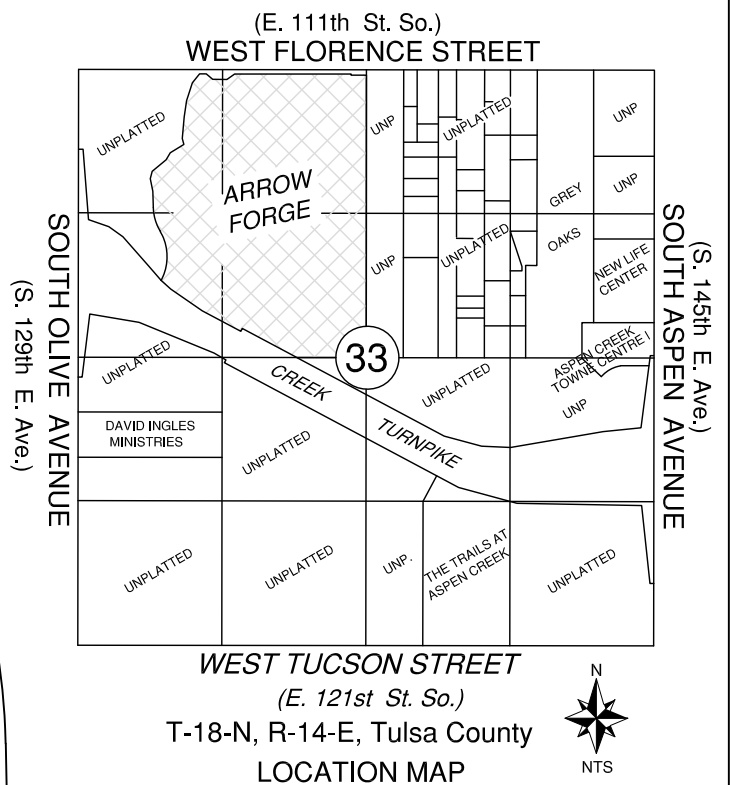 (E. 111th St. So.)
WEST FLORENCE STREET
UNPLATTED
ARROW
FORGE
UNP
UNPLATTED
UNP
UNP
GREY
OAKS
UNP
UNPLATTED
NEW LIFE
CENTER
SOUTH OLIVE AVENUE
(S. 129th E. Ave.)
SOUTH ASPEN AVENUE
(S. 145th E. Ave.)
33
UNPLATTED
CREEK
TURNPIKE
UNPLATTED
ASPEN CREEK
TOWNE CENTRE I
UNP
DAVID INGLES
MINISTRIES
UNPLATTED
UNPLATTED
UNPLATTED
UNP.
THE TRAILS AT
ASPEN CREEK
UNPLATTED
WEST TUCSON STREET
(E. 121st St. So.)
T-18-N, R-14-E, Tulsa County
LOCATION MAP
N
NTS